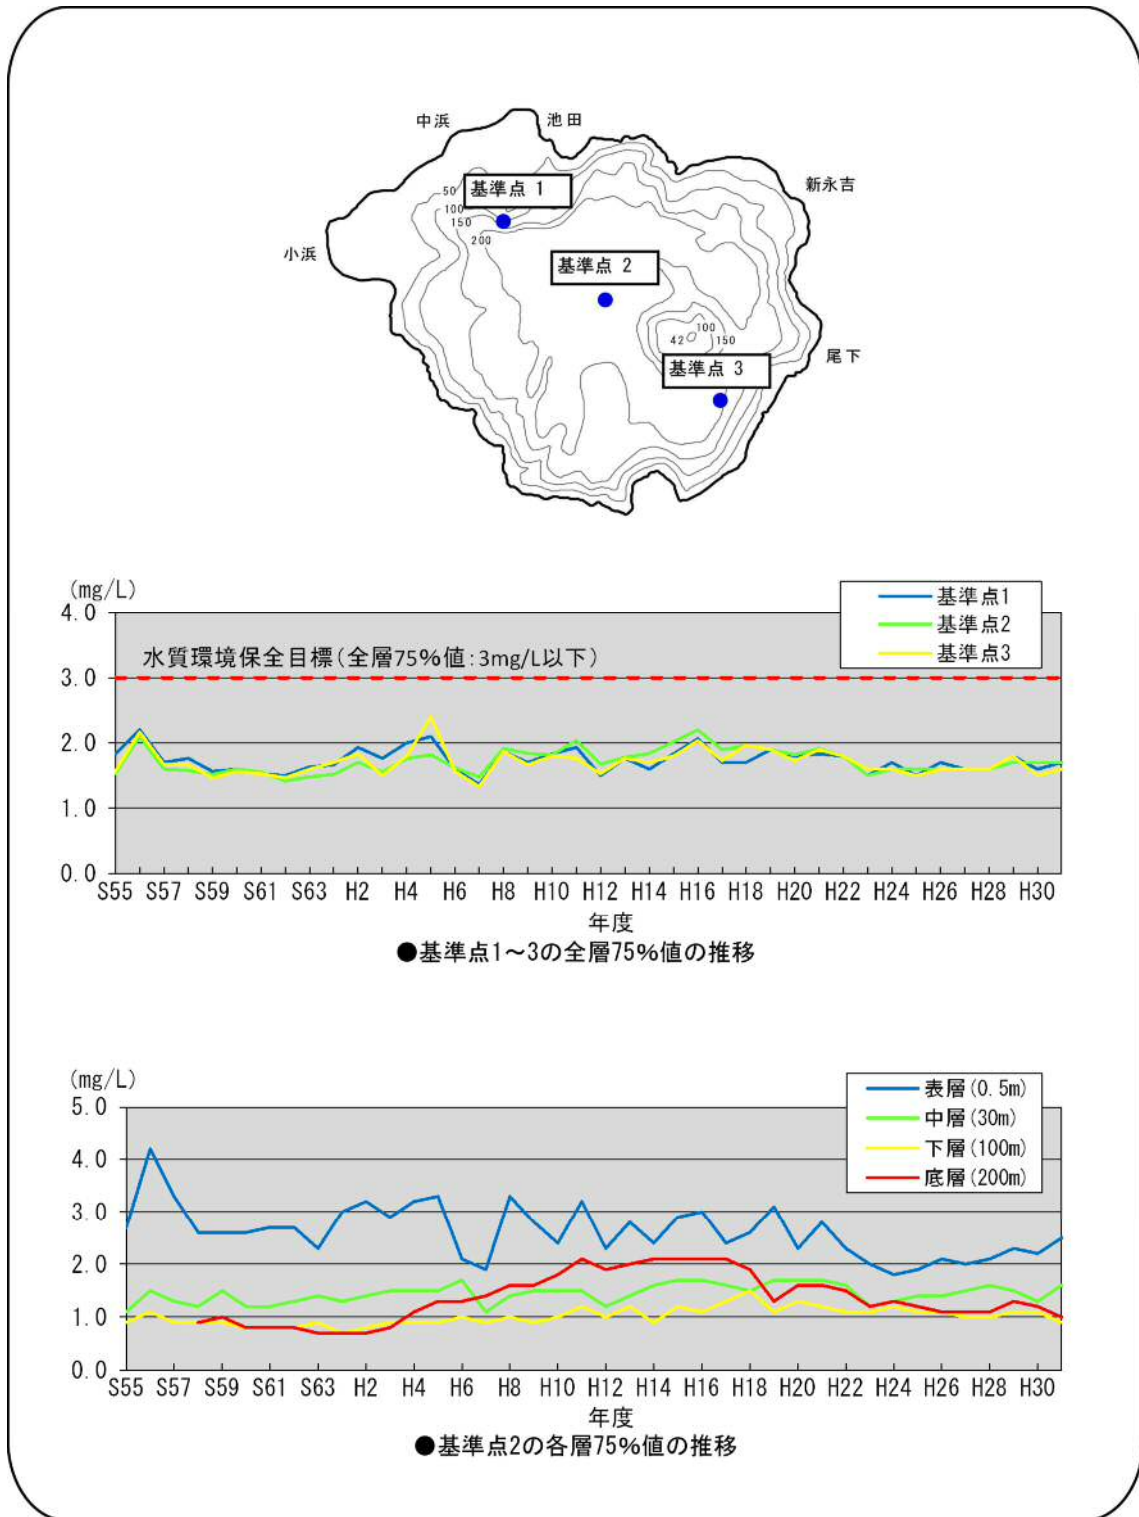 中浜
池田
新永吉
基準点 1
50
100
150
200
小浜
基準点 2
100
42
150
尾下
基準点 3
(mg/L)
基準点1
基準点2
基準点3
4.0
水質環境保全目標(全層75%値:3mg/L以下)
3.0
2.0
1.0
0.0
S55 S57 S59 S61 S63 H2 H4 H6 H8 H10 H12 H14 H16 H18 H20 H22 H24 H26 H28 H30
年度
●基準点1～3の全層75%値の推移
(mg/L)
表層(0.5m)
中層(30m)
下層(100m)
底層(200m)
5.0
4.0
3.0
2.0
1.0
0.0
S55 S57 S59 S61 S63 H2 H4 H6 H8 H10 H12 H14 H16 H18 H20 H22 H24 H26 H28 H30
年度
●基準点2の各層75%値の推移